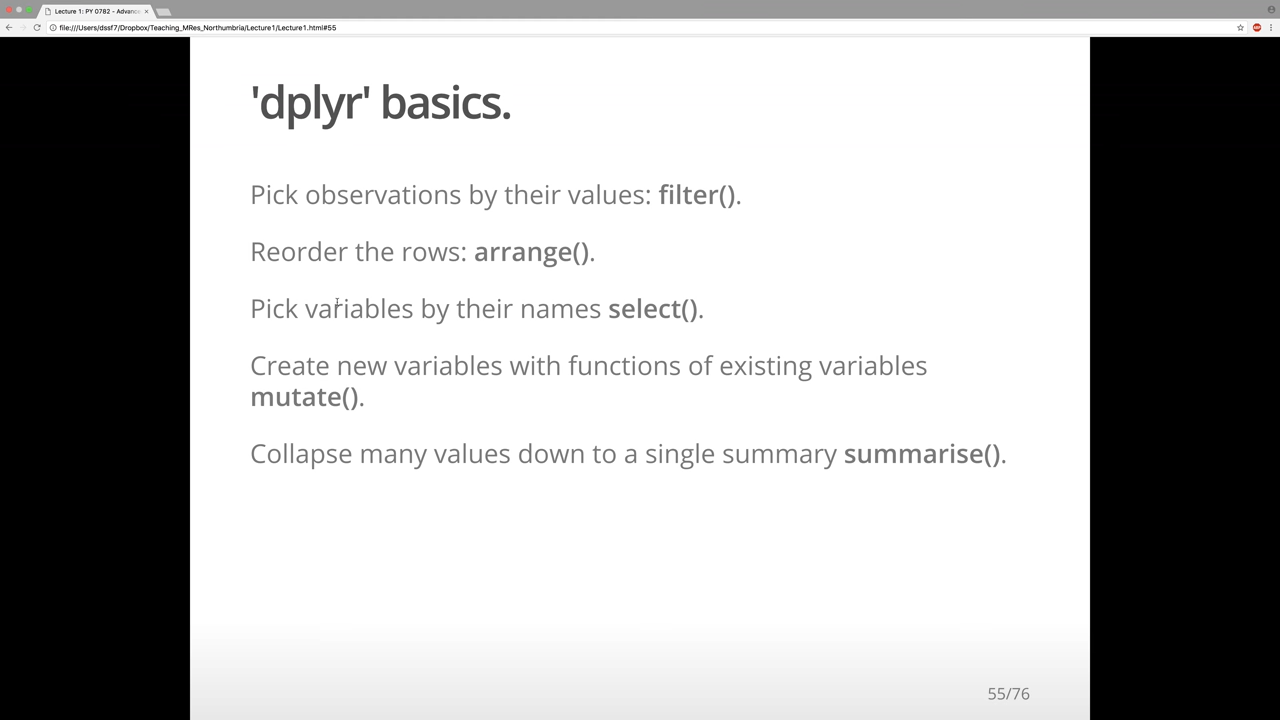 Lecture 1: PY 0782 - Advanc
file:///Users/dssf7/Dropbox/Teaching_MRes_Northumbria/Lecture1/Lecture1.html#55
'dplyr' basics.
Pick observations by their values: filter().
Reorder the rows: arrange().
Pick variables by their names select().
Create new variables with functions of existing variables
mutate().
Collapse many values down to a single summary summarise().
55/76